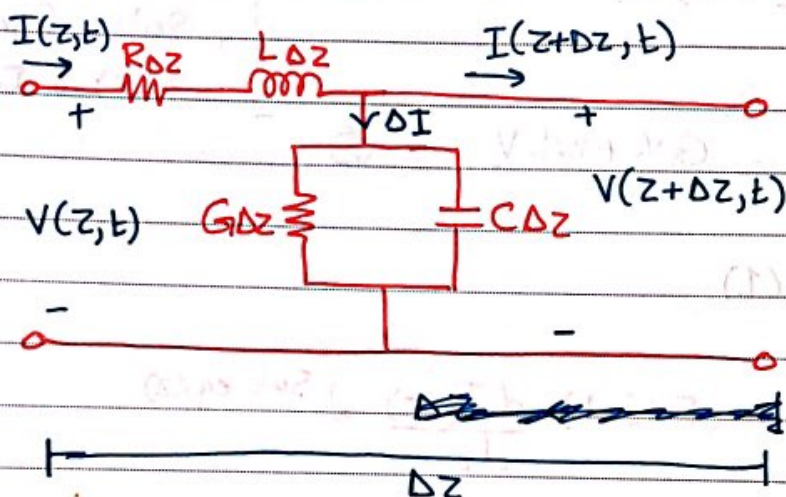 I(z,t) RΔz LΔz I(z+Δz, t)
+ ΔI +
V(z,t) GΔz CΔz V(z+Δz,t)
- -
Δz